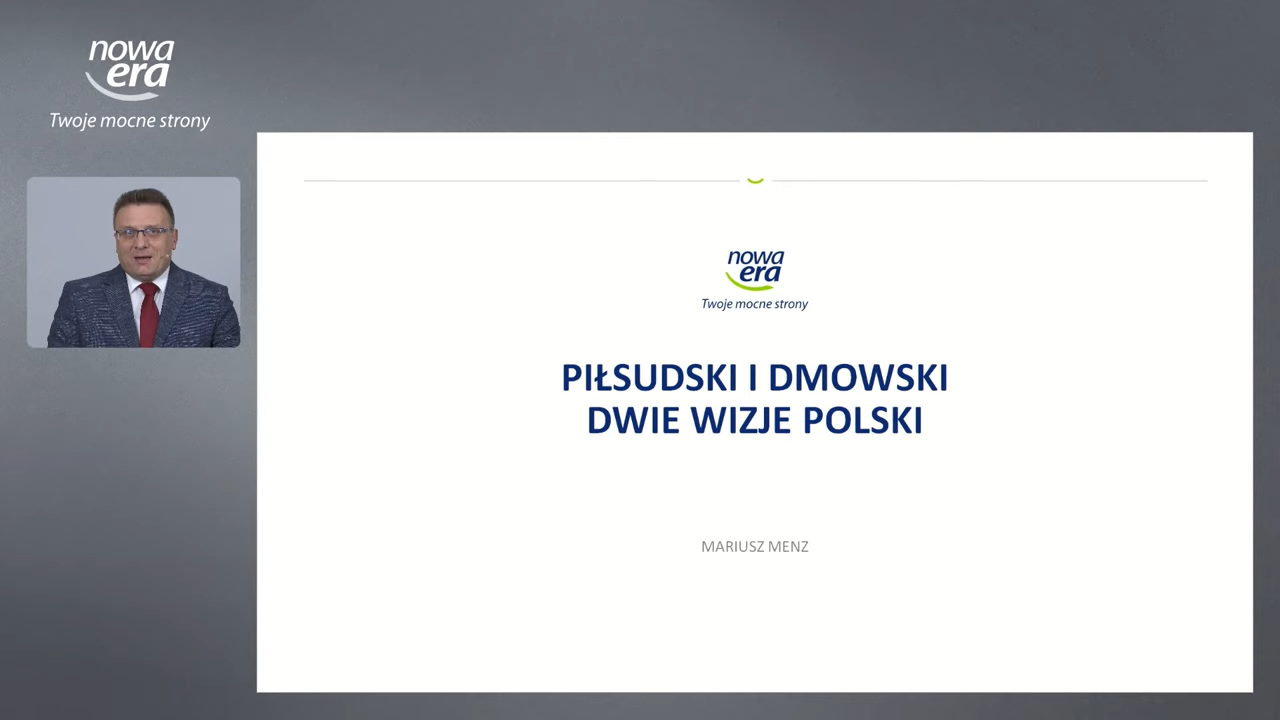 nowa
era
Twoje mocne strony
nowa
era
Twoje mocne strony
PIŁSUDSKI I DMOWSKI
DWIE WIZJE POLSKI
MARIUSZ MENZ